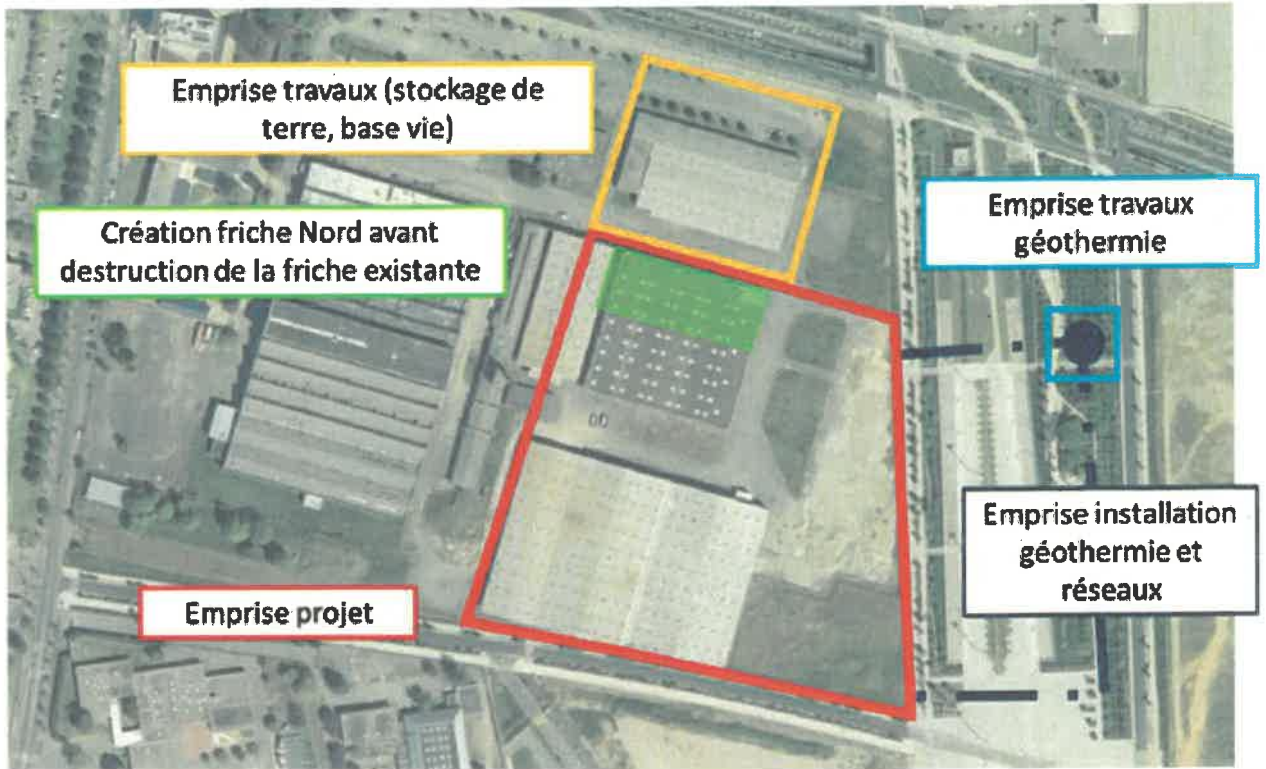 Emprise travaux (stockage de
terre, base vie)
Création friche Nord avant
destruction de la friche existante
Emprise travaux
géothermie
Emprise installation
géothermie et
réseaux
Emprise projet